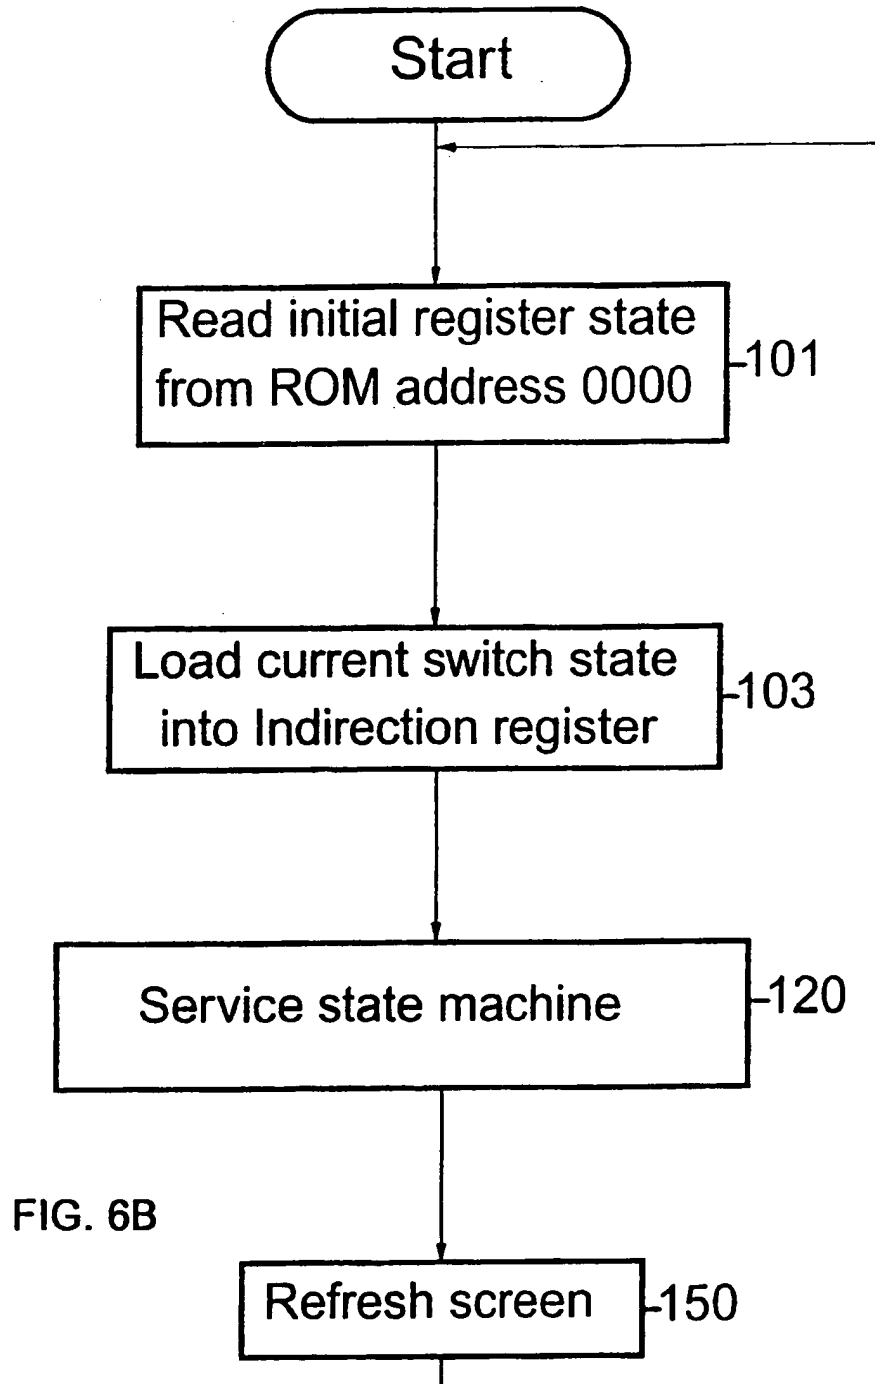 Start
Read initial register state
from ROM address 0000
101
Load current switch state
into Indirection register
103
Service state machine
120
FIG. 6B
Refresh screen
150